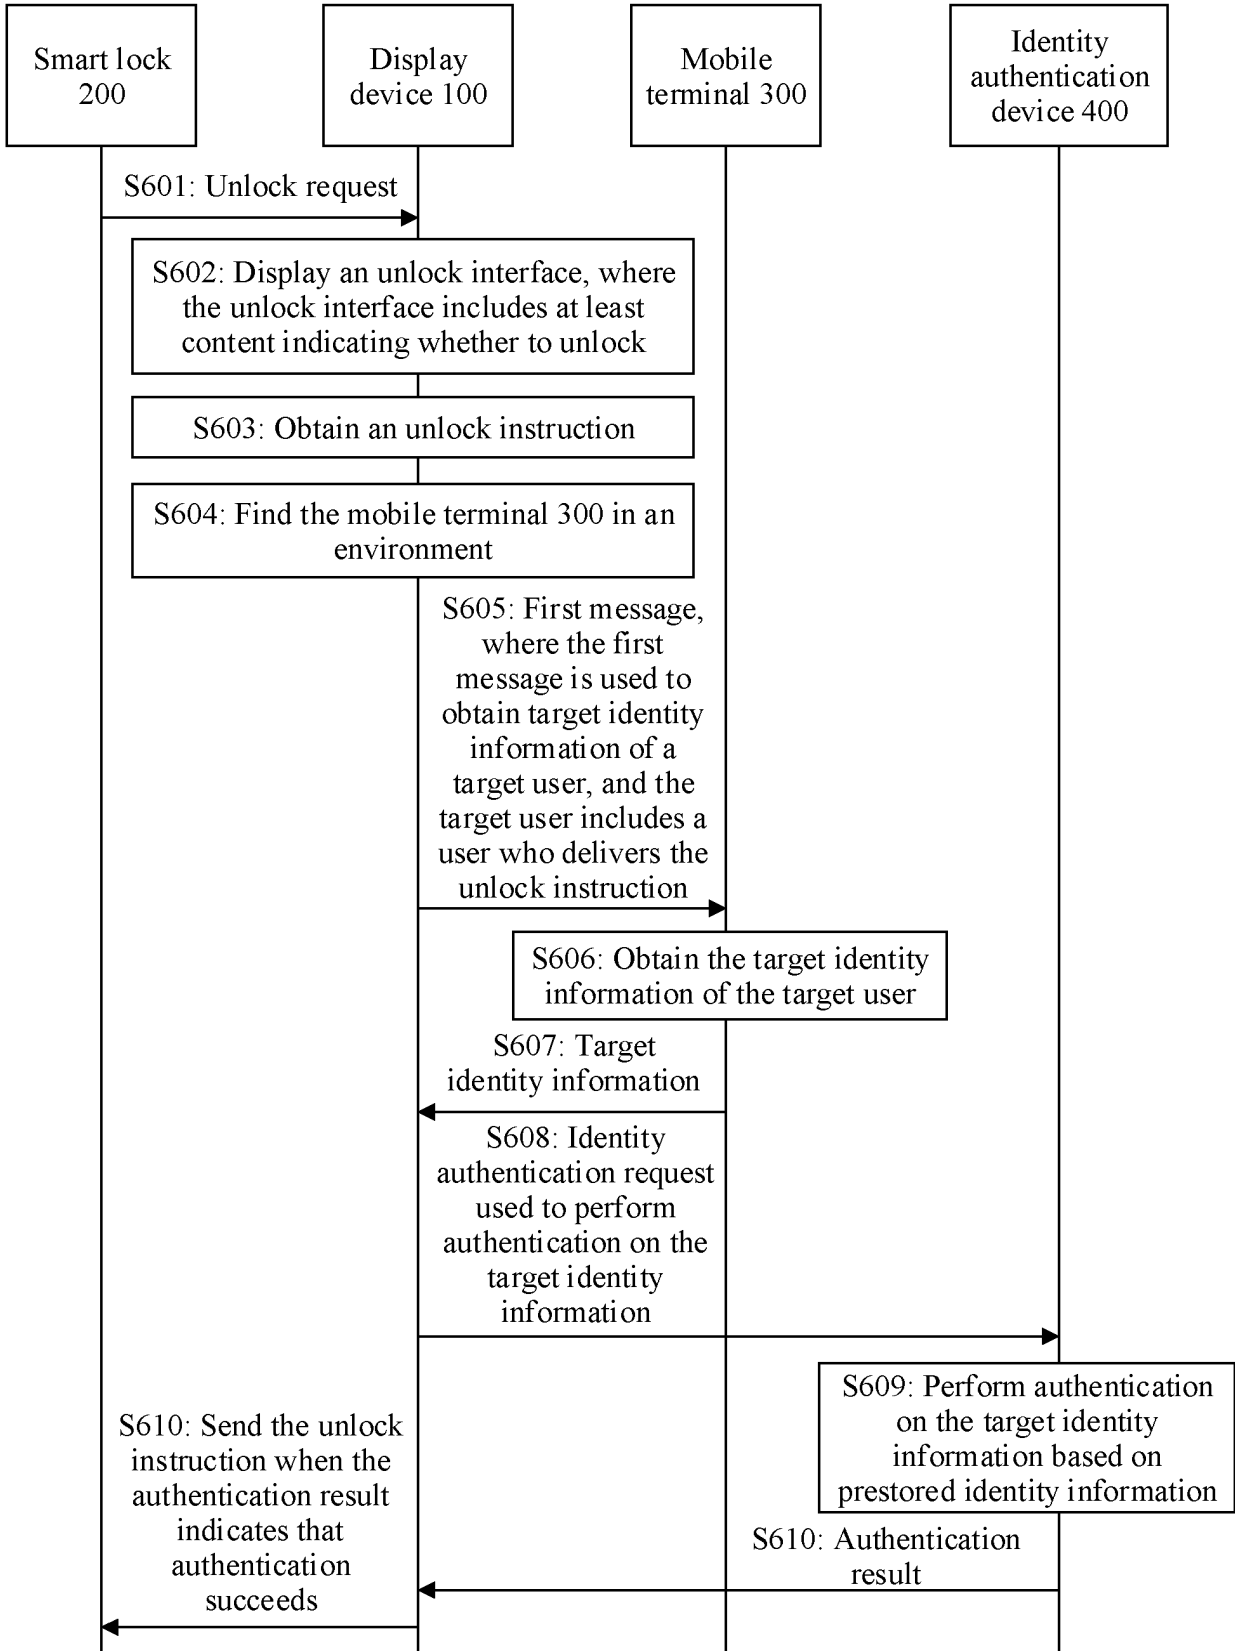 Smart lock
200
Display
device 100
Mobile
terminal 300
Identity
authentication
device 400
S601: Unlock request
S602: Display an unlock interface, where
the unlock interface includes at least
content indicating whether to unlock
S603: Obtain an unlock instruction
S604: Find the mobile terminal 300 in an
environment
S605: First message,
where the first
message is used to
obtain target identity
information of a
target user, and the
target user includes a
user who delivers the
unlock instruction
S606: Obtain the target identity
information of the target user
S607: Target
identity information
S608: Identity
authentication request
used to perform
authentication on the
target identity
information
S609: Perform authentication
on the target identity
information based on
prestored identity information
S610: Authentication
result
S610: Send the unlock
instruction when the
authentication result
indicates that
authentication
succeeds